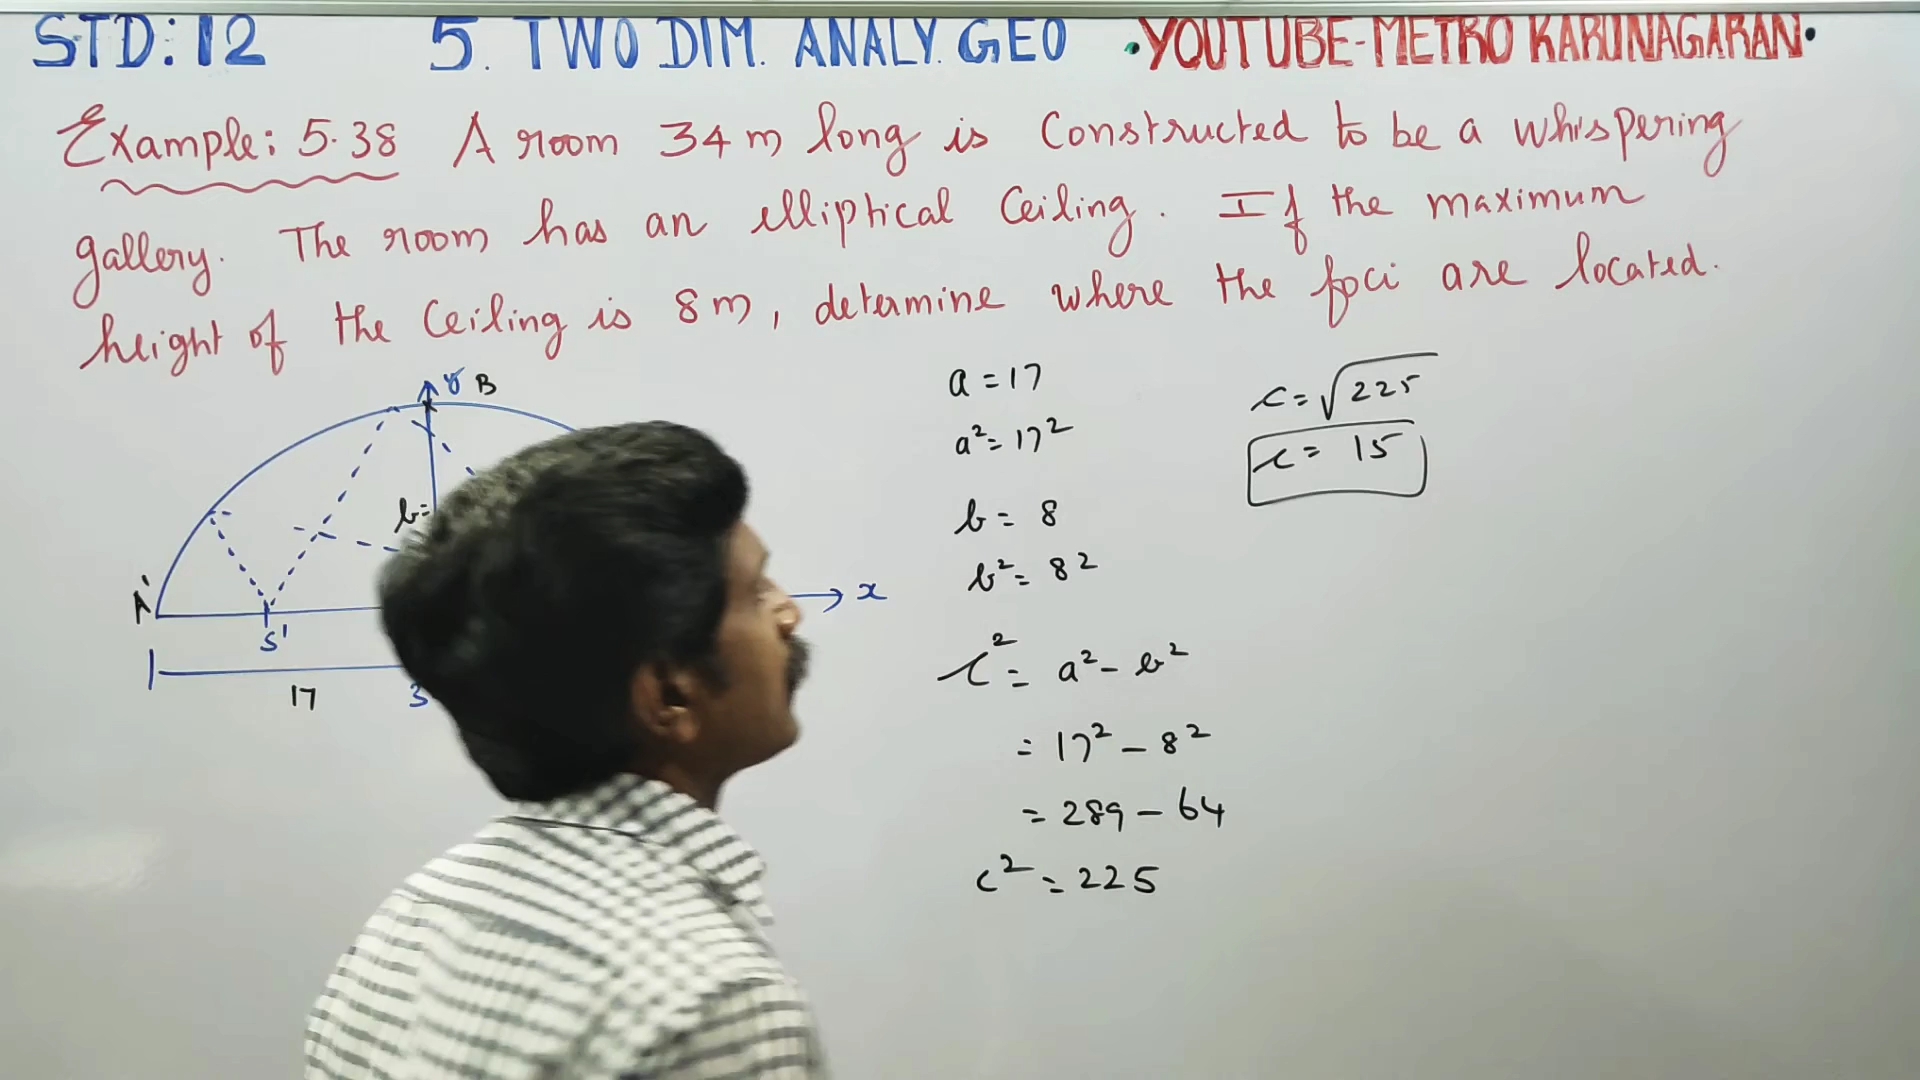 STD: 12 5. TWO DIM. ANALY. GEO • YOUTUBE-METRO KARUNAGARAN •
Example: 5.38 A room 34 m long is Constructed to be a whispering
gallery. The room has an elliptical Ceiling. If the maximum
height of the Ceiling is 8m, determine where the foci are located.
y B
b=
A'
S'
x
17
3
a = 17
a² = 17²
b = 8
b² = 8²
c² = a² - b²
= 17² - 8²
= 289 - 64
c² = 225
c = √225
c = 15